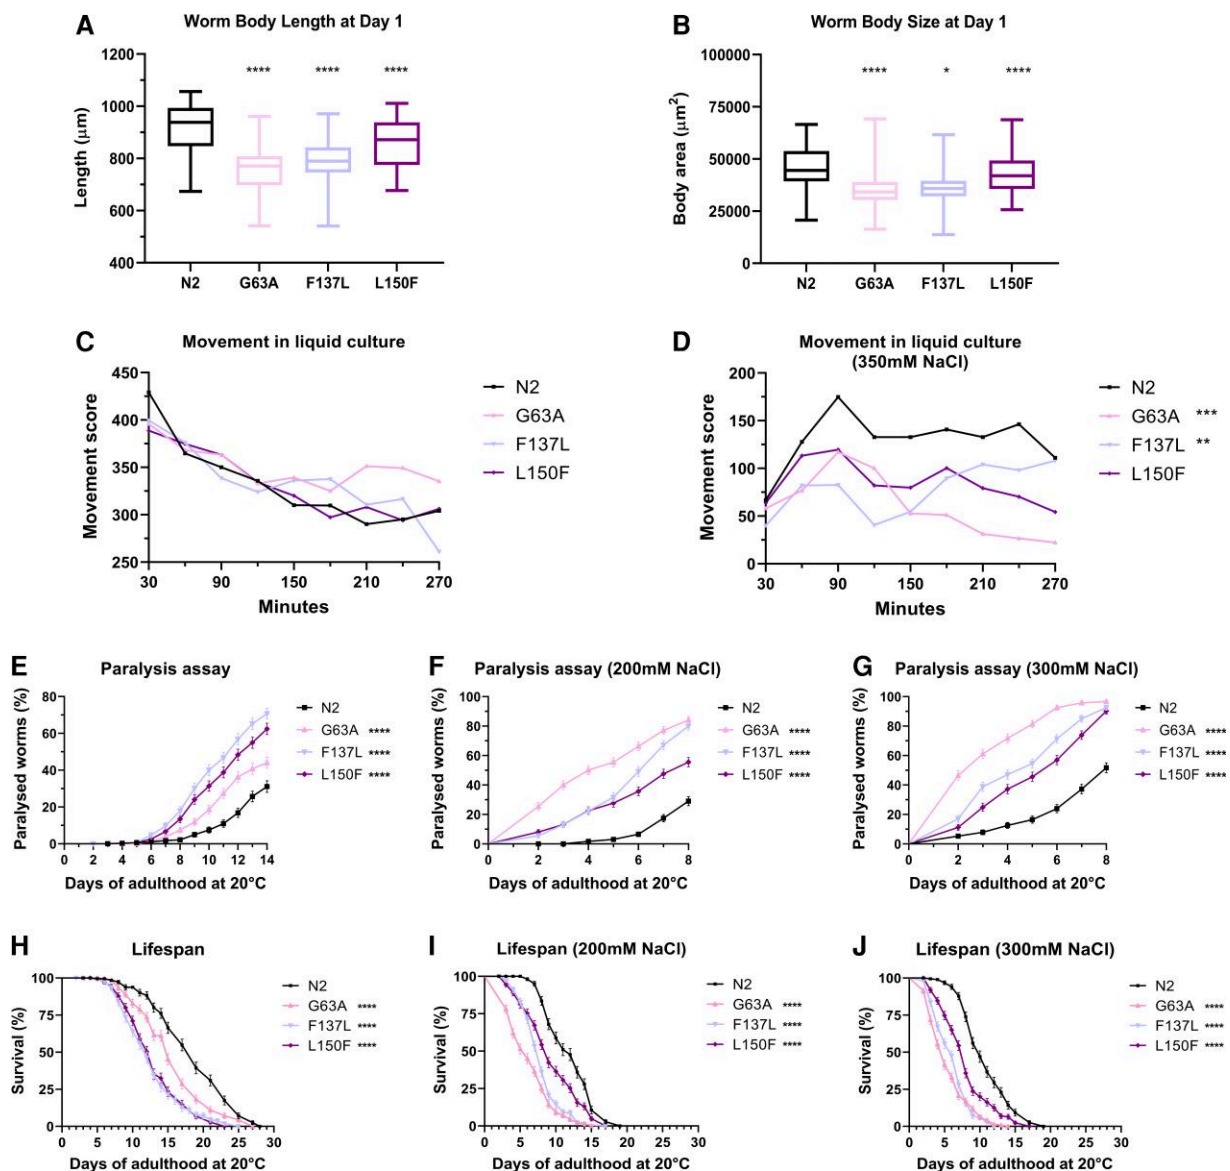 A
Worm Body Length at Day 1
Length (μm)
1200
1000
800
600
400
**** **** ****
N2 G63A F137L L150F
B
Worm Body Size at Day 1
Body area (μm²)
100000
75000
50000
25000
0
**** * ****
N2 G63A F137L L150F
C
Movement in liquid culture
Movement score
450
400
350
300
250
30 90 150 210 270
Minutes
N2
G63A
F137L
L150F
D
Movement in liquid culture
(350mM NaCl)
Movement score
200
150
100
50
0
30 90 150 210 270
Minutes
N2
G63A ***
F137L **
L150F
E
Paralysis assay
Paralysed worms (%)
80
60
40
20
0
0 2 4 6 8 10 12 14
Days of adulthood at 20°C
N2
G63A ****
F137L ****
L150F ****
F
Paralysis assay (200mM NaCl)
Paralysed worms (%)
100
80
60
40
20
0
0 2 4 6 8
Days of adulthood at 20°C
N2
G63A ****
F137L ****
L150F ****
G
Paralysis assay (300mM NaCl)
Paralysed worms (%)
100
80
60
40
20
0
0 2 4 6 8
Days of adulthood at 20°C
N2
G63A ****
F137L ****
L150F ****
H
Lifespan
Survival (%)
100
75
50
25
0
0 5 10 15 20 25 30
Days of adulthood at 20°C
N2
G63A ****
F137L ****
L150F ****
I
Lifespan (200mM NaCl)
Survival (%)
100
75
50
25
0
0 5 10 15 20 25 30
Days of adulthood at 20°C
N2
G63A ****
F137L ****
L150F ****
J
Lifespan (300mM NaCl)
Survival (%)
100
75
50
25
0
0 5 10 15 20 25 30
Days of adulthood at 20°C
N2
G63A ****
F137L ****
L150F ****